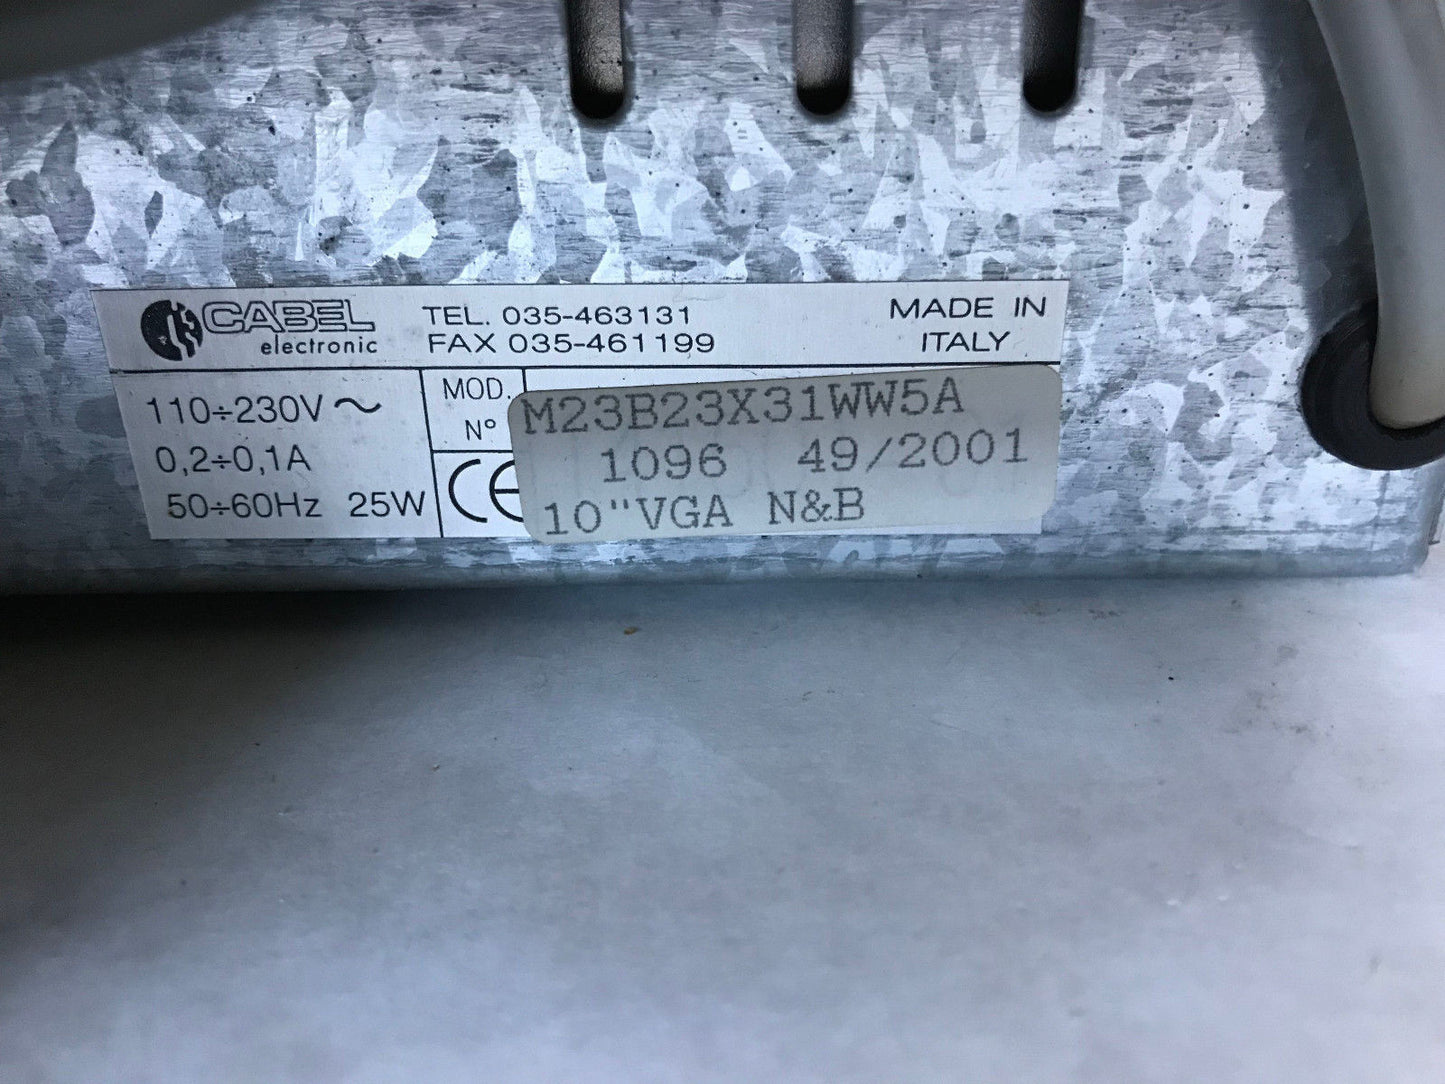 CABEL
electronic
TEL. 035-463131
FAX 035-461199
MADE IN
ITALY
110÷230V ~
0,2÷0,1A
50÷60Hz 25W
MOD.
N°
CE
M23B23X31WW5A
1096 49/2001
10"VGA N&B